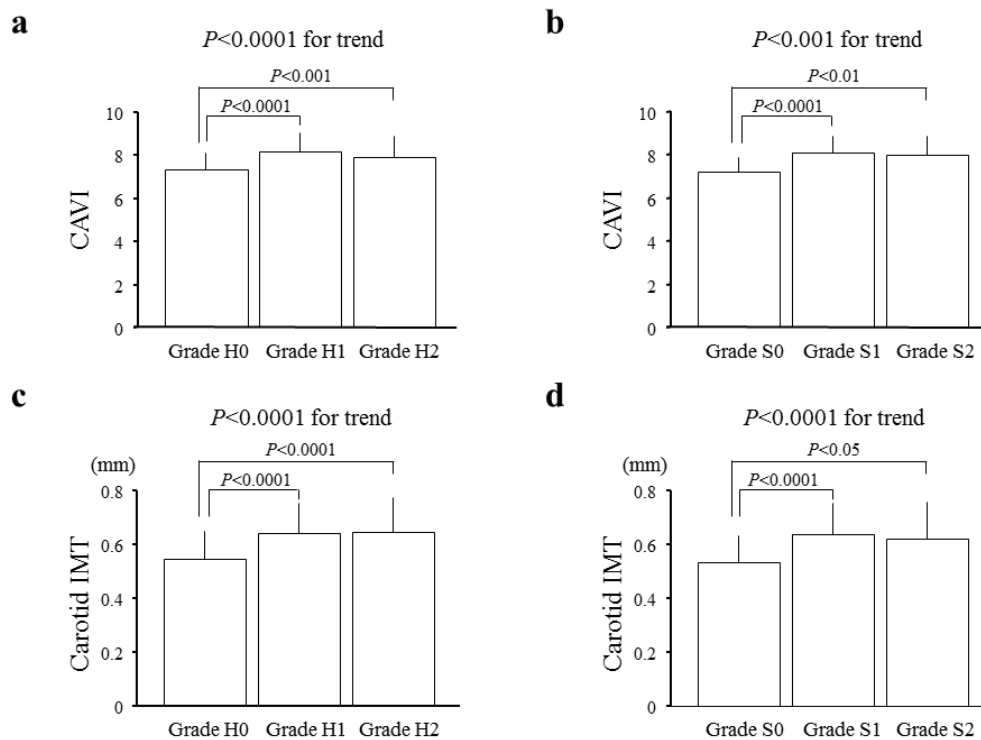 a
P<0.0001 for trend
P<0.001
P<0.0001
10
8
6
4
2
0
CAVI
Grade H0 Grade H1 Grade H2
b
P<0.001 for trend
P<0.01
P<0.0001
10
8
6
4
2
0
CAVI
Grade S0 Grade S1 Grade S2
c
P<0.0001 for trend
P<0.0001
(mm)
P<0.0001
0.8
0.6
0.4
0.2
0
Carotid IMT
Grade H0 Grade H1 Grade H2
d
P<0.0001 for trend
P<0.05
(mm)
P<0.0001
0.8
0.6
0.4
0.2
0
Carotid IMT
Grade S0 Grade S1 Grade S2